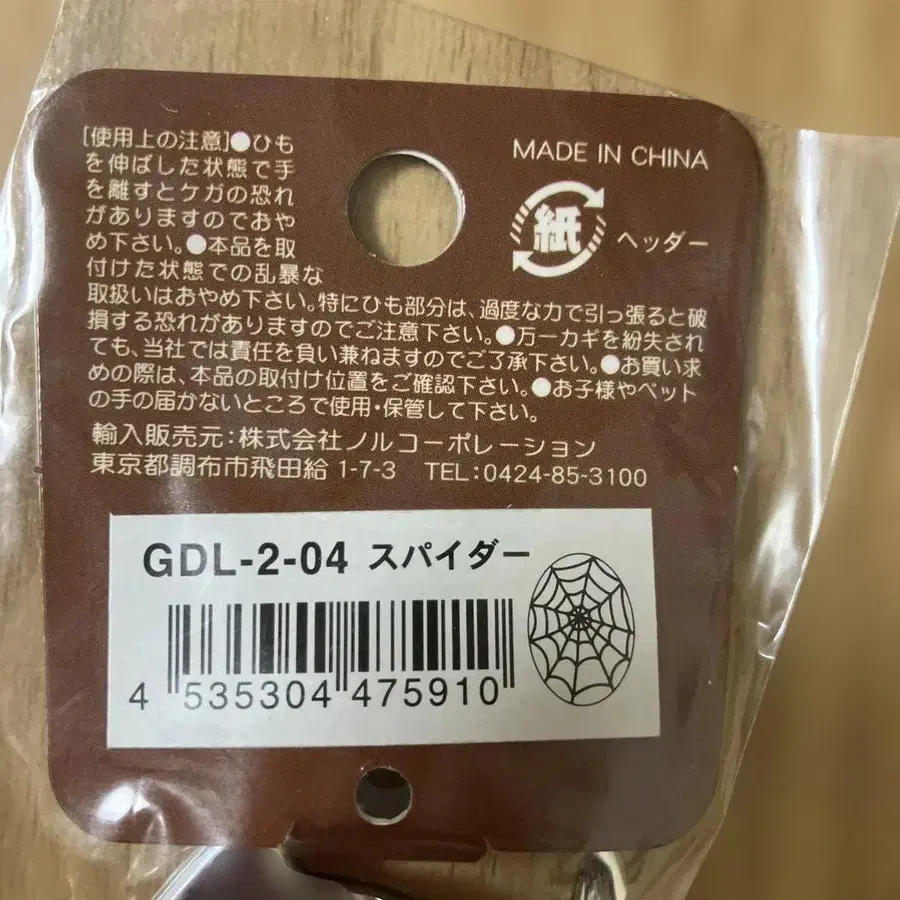 [使用上の注意]●ひも
を伸ばした状態で手
を離すとケガの恐れ
がありますのでおや
め下さい。●本品を取
付けた状態での乱暴な
取扱いはおやめ下さい。特にひも部分は、過度な力で引っ張ると破
損する恐れがありますのでご注意下さい。●万一カギを紛失され
ても、当社では責任を負い兼ねますのでご了承下さい。●お買い求
めの際は、本品の取付け位置をご確認下さい。●お子様やペット
の手の届かないところで使用・保管して下さい。
輸入販売元:株式会社ノルコーポレーション
東京都調布市飛田給 1-7-3 TEL:0424-85-3100
MADE IN CHINA
紙 ヘッダー
GDL-2-04 スパイダー
4 535304 475910